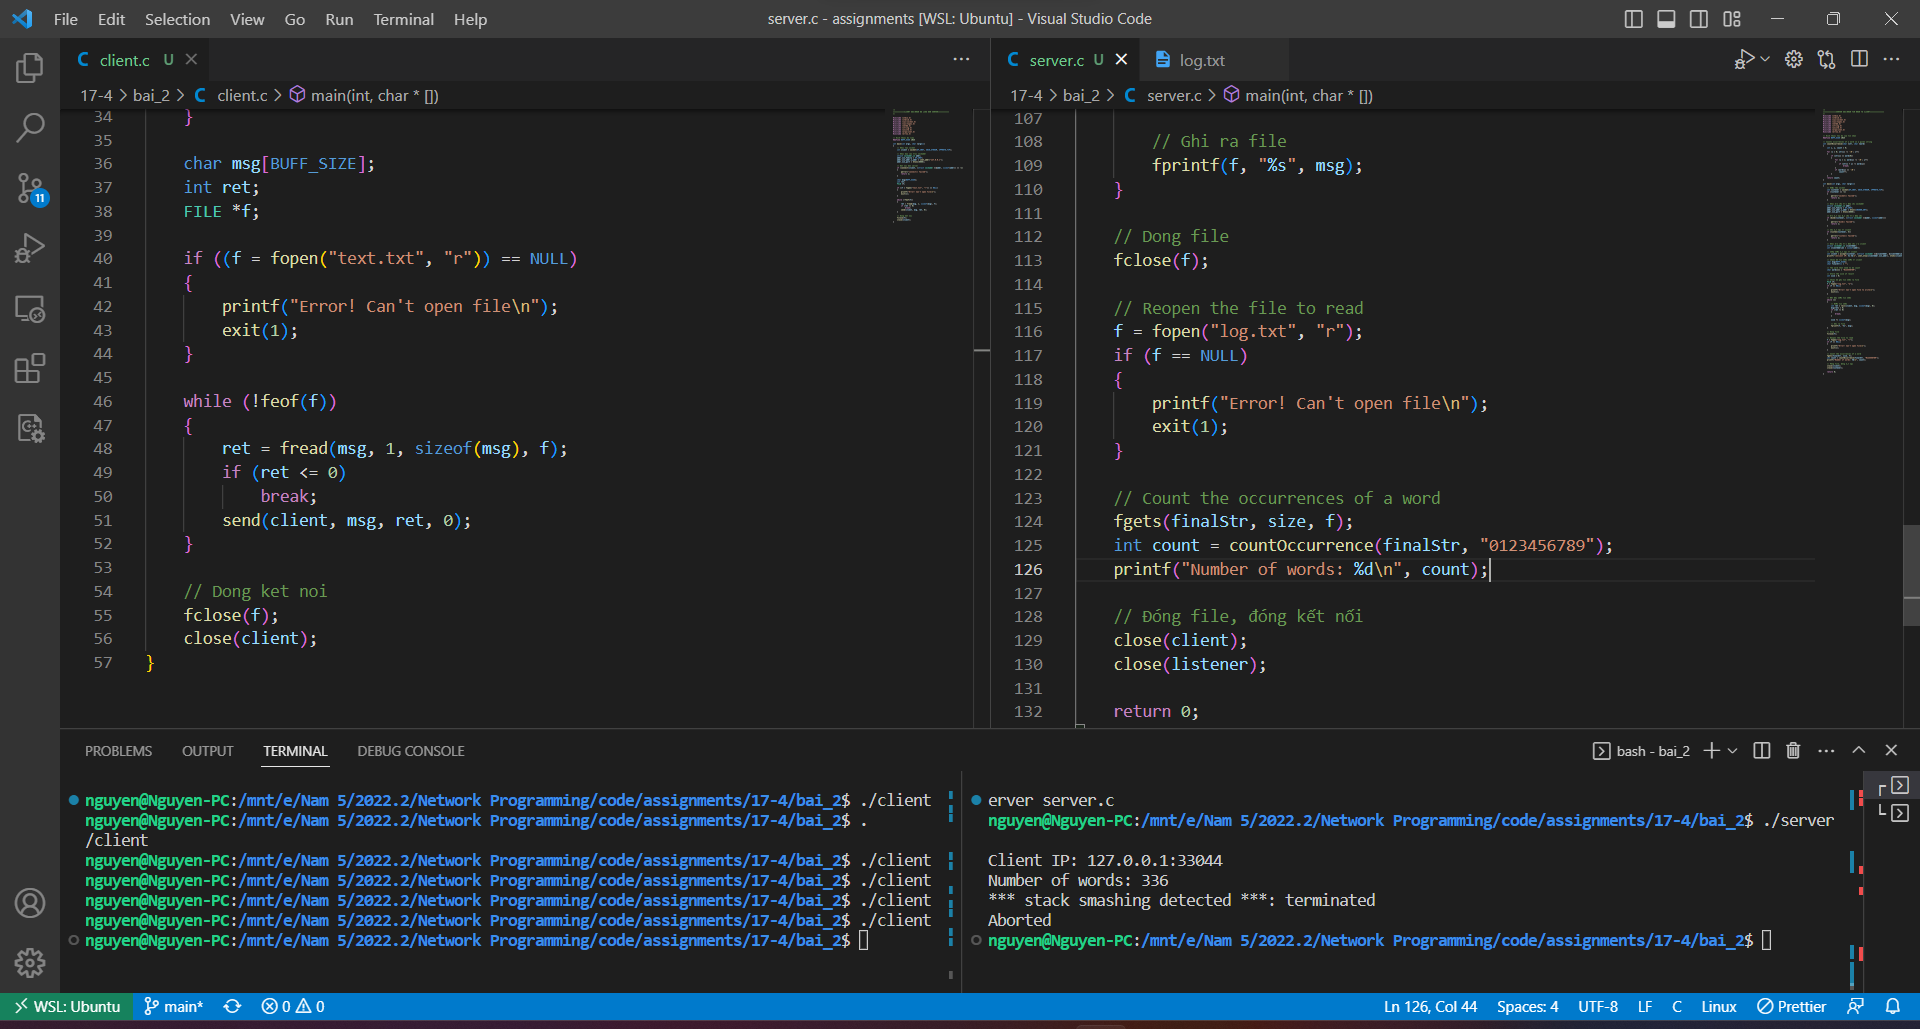 File Edit Selection View Go Run Terminal Help
server.c - assignments [WSL: Ubuntu] - Visual Studio Code
C client.c U
17-4 > bai_2 > C client.c > main(int, char * [])
34 }
35
36 char msg[BUFF_SIZE];
37 int ret;
38 FILE *f;
39
40 if ((f = fopen("text.txt", "r")) == NULL)
41 {
42 printf("Error! Can't open file\n");
43 exit(1);
44 }
45
46 while (!feof(f))
47 {
48 ret = fread(msg, 1, sizeof(msg), f);
49 if (ret <= 0)
50 break;
51 send(client, msg, ret, 0);
52 }
53
54 // Dong ket noi
55 fclose(f);
56 close(client);
57 }
C server.c U
log.txt
17-4 > bai_2 > C server.c > main(int, char * [])
107
108 // Ghi ra file
109 fprintf(f, "%s", msg);
110 }
111
112 // Dong file
113 fclose(f);
114
115 // Reopen the file to read
116 f = fopen("log.txt", "r");
117 if (f == NULL)
118 {
119 printf("Error! Can't open file\n");
120 exit(1);
121 }
122
123 // Count the occurrences of a word
124 fgets(finalStr, size, f);
125 int count = countOccurrence(finalStr, "0123456789");
126 printf("Number of words: %d\n", count);
127
128 // Đóng file, đóng kết nối
129 close(client);
130 close(listener);
131
132 return 0;
11
PROBLEMS OUTPUT TERMINAL DEBUG CONSOLE
bash - bai_2
nguyen@Nguyen-PC:/mnt/e/Nam 5/2022.2/Network Programming/code/assignments/17-4/bai_2$ ./client
nguyen@Nguyen-PC:/mnt/e/Nam 5/2022.2/Network Programming/code/assignments/17-4/bai_2$ .
/client
nguyen@Nguyen-PC:/mnt/e/Nam 5/2022.2/Network Programming/code/assignments/17-4/bai_2$ ./client
nguyen@Nguyen-PC:/mnt/e/Nam 5/2022.2/Network Programming/code/assignments/17-4/bai_2$ ./client
nguyen@Nguyen-PC:/mnt/e/Nam 5/2022.2/Network Programming/code/assignments/17-4/bai_2$ ./client
nguyen@Nguyen-PC:/mnt/e/Nam 5/2022.2/Network Programming/code/assignments/17-4/bai_2$ ./client
nguyen@Nguyen-PC:/mnt/e/Nam 5/2022.2/Network Programming/code/assignments/17-4/bai_2$
erver server.c
nguyen@Nguyen-PC:/mnt/e/Nam 5/2022.2/Network Programming/code/assignments/17-4/bai_2$ ./server
Client IP: 127.0.0.1:33044
Number of words: 336
*** stack smashing detected ***: terminated
Aborted
nguyen@Nguyen-PC:/mnt/e/Nam 5/2022.2/Network Programming/code/assignments/17-4/bai_2$
WSL: Ubuntu main* 0 0
Ln 126, Col 44 Spaces: 4 UTF-8 LF C Linux Prettier